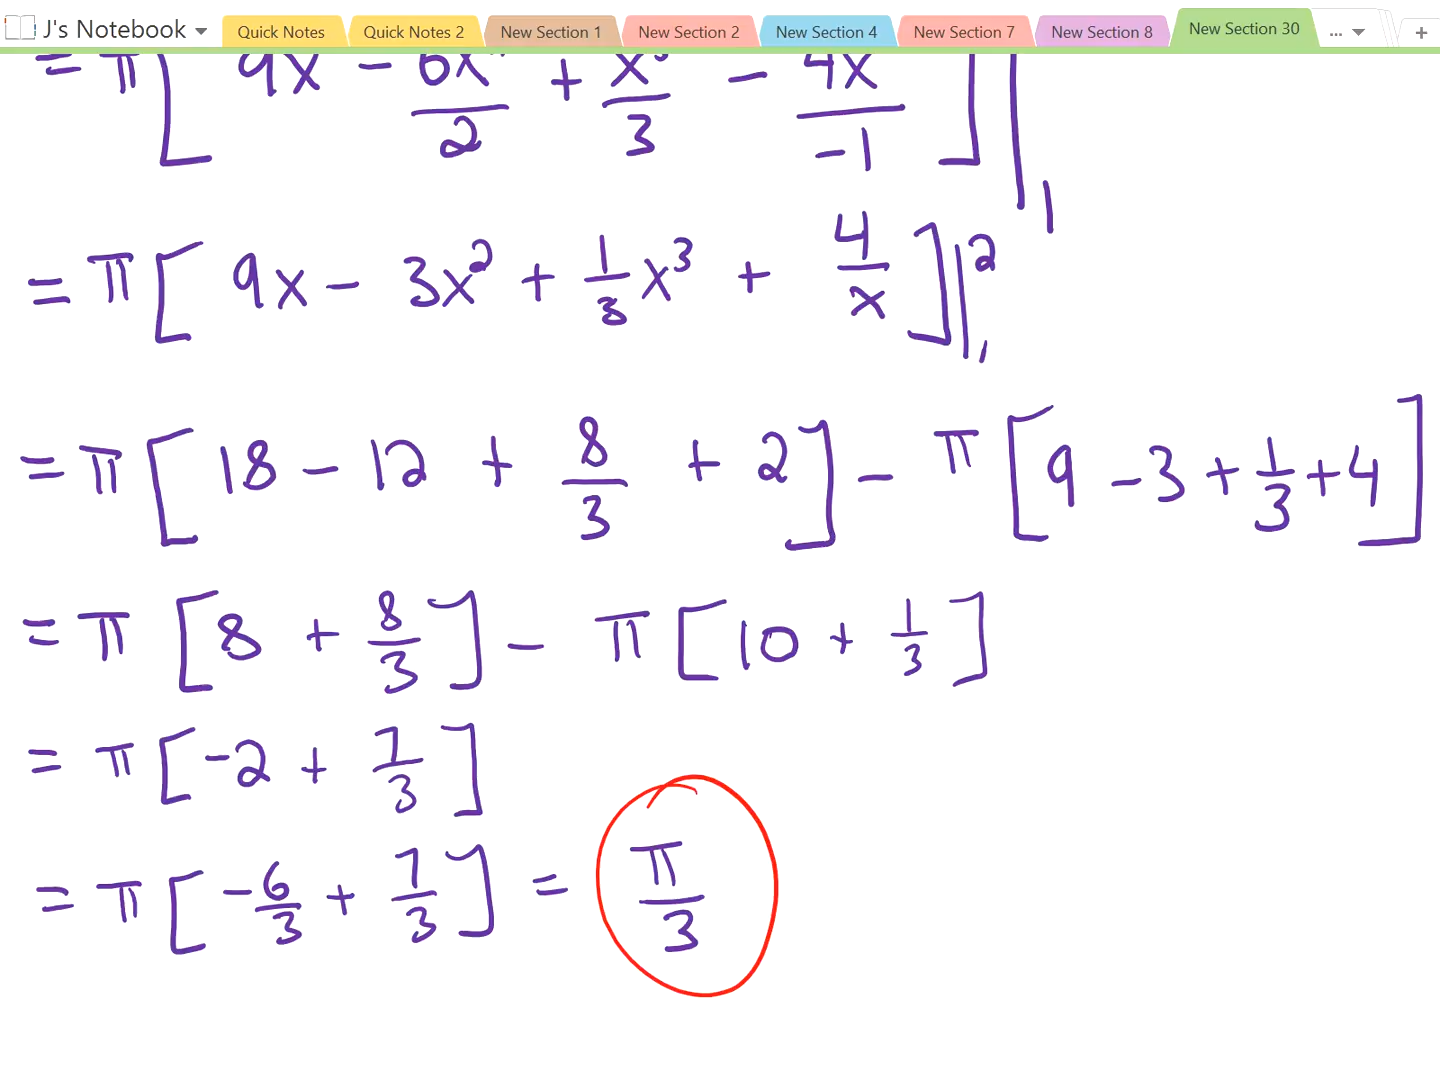 J's Notebook Quick Notes Quick Notes 2 New Section 1 New Section 2 New Section 4 New Section 7 New Section 8 New Section 30 ... +
= π [ 9x - 6x/2 + x/3 - 4x/-1 ] | 1
= π [ 9x - 3x² + 1/3 x³ + 4/x ] |₁²
= π [ 18 - 12 + 8/3 + 2 ] - π [ 9 - 3 + 1/3 + 4 ]
= π [ 8 + 8/3 ] - π [ 10 + 1/3 ]
= π [ -2 + 7/3 ]
= π [ -6/3 + 7/3 ] = π/3